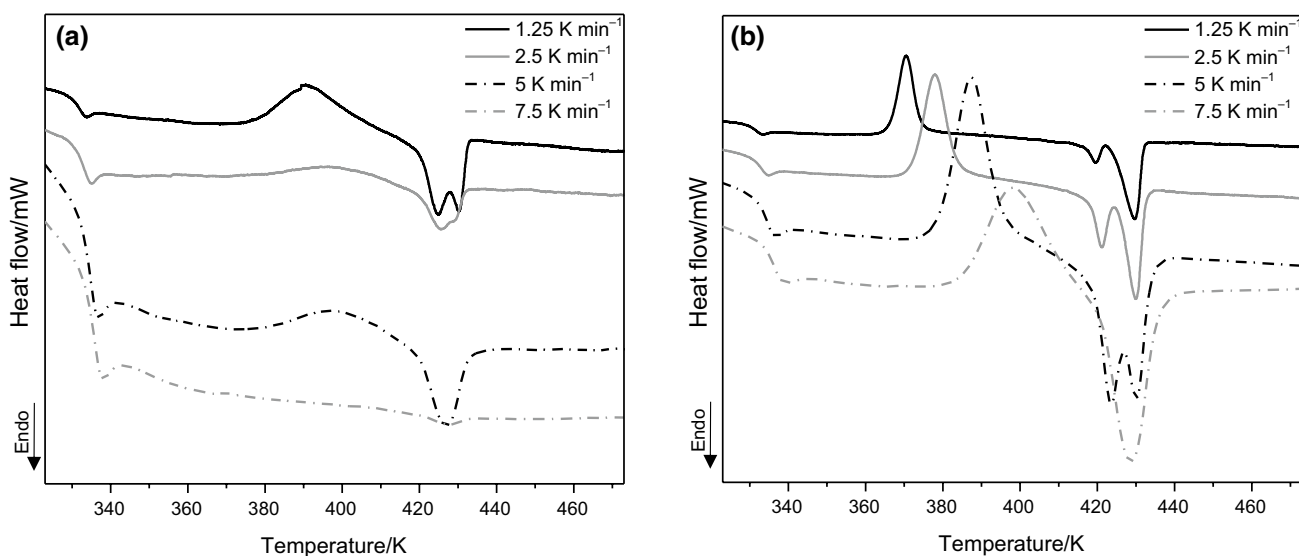 (a)
1.25 K min⁻¹
2.5 K min⁻¹
5 K min⁻¹
7.5 K min⁻¹
Heat flow/mW
Endo
340 360 380 400 420 440 460
Temperature/K
(b)
1.25 K min⁻¹
2.5 K min⁻¹
5 K min⁻¹
7.5 K min⁻¹
Heat flow/mW
Endo
340 360 380 400 420 440 460
Temperature/K